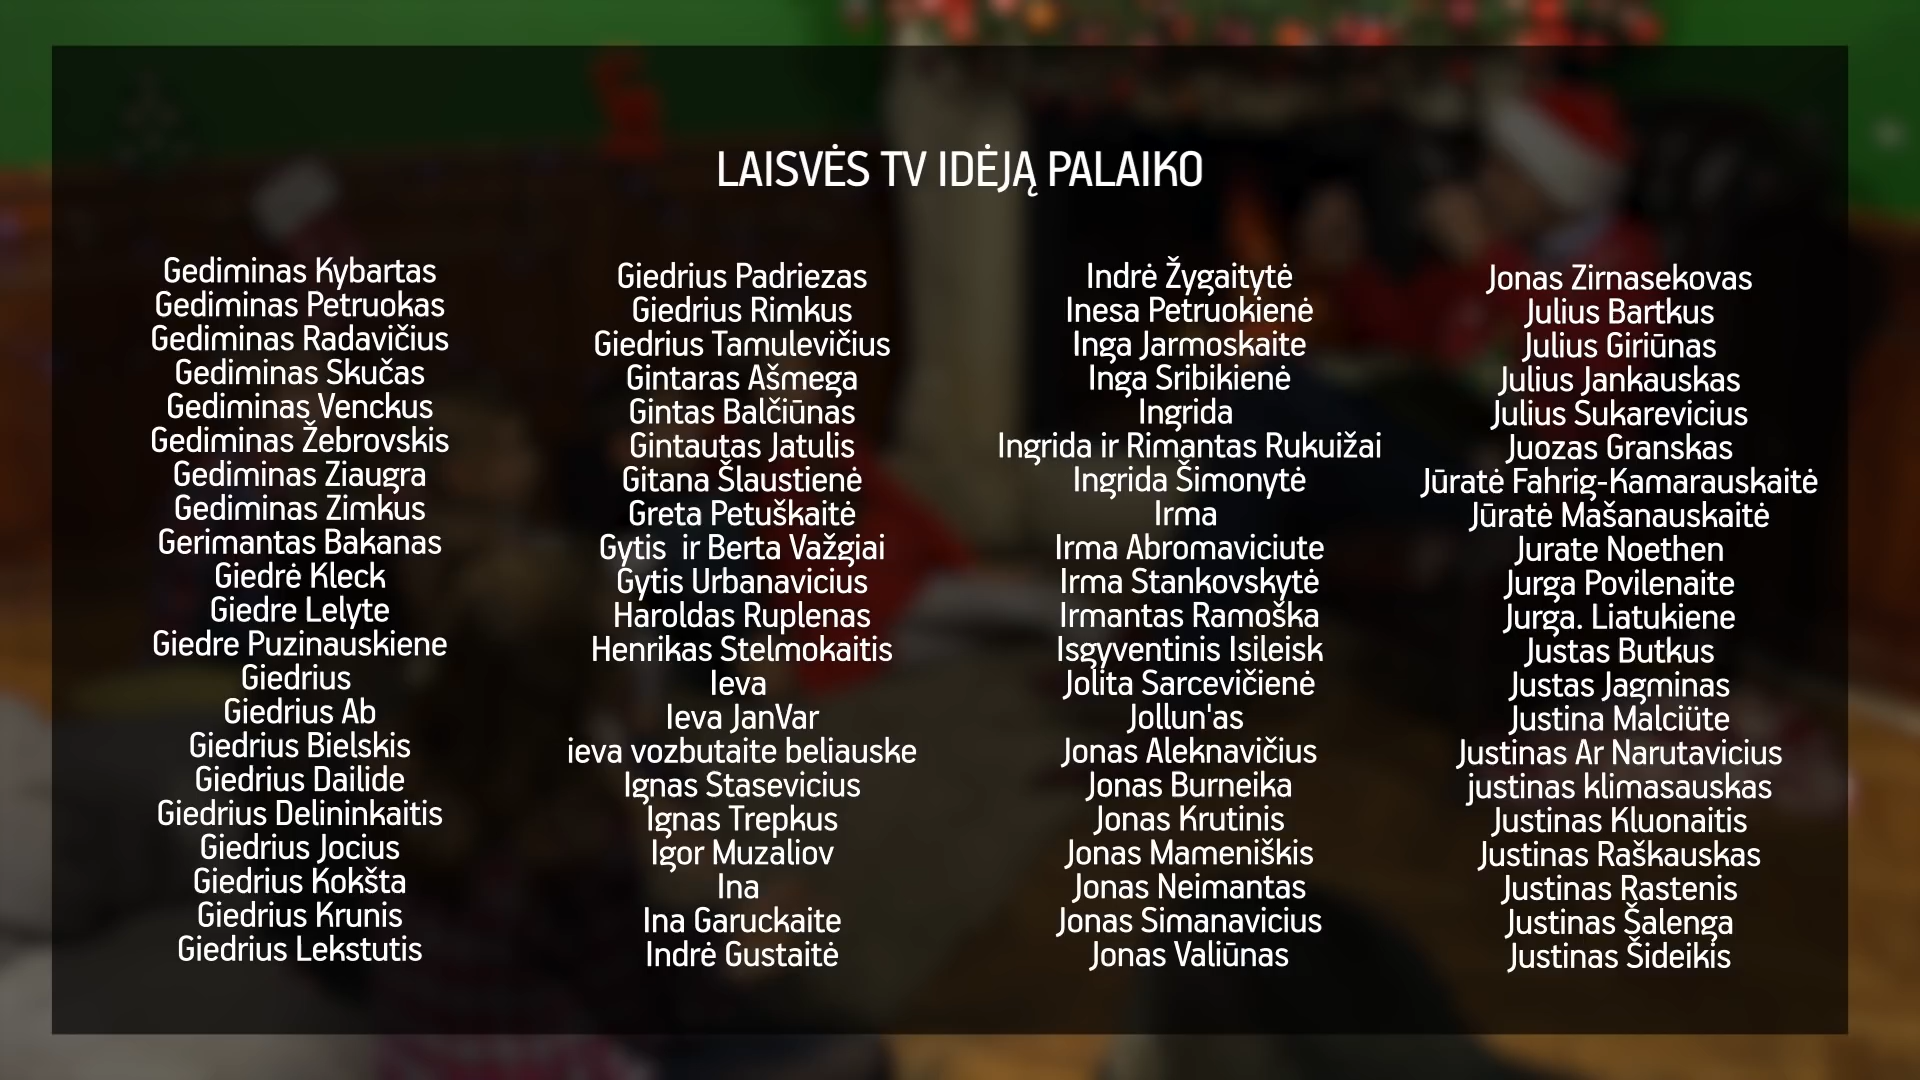 LAISVĖS TV IDĖJĄ PALAIKO
Gediminas Kybartas
Gediminas Petruokas
Gediminas Radavičius
Gediminas Skučas
Gediminas Venckus
Gediminas Žebrovskis
Gediminas Ziaugra
Gediminas Zimkus
Gerimantas Bakanas
Giedrė Kleck
Giedre Lelyte
Giedre Puzinauskiene
Giedrius
Giedrius Ab
Giedrius Bielskis
Giedrius Dailide
Giedrius Delininkaitis
Giedrius Jocius
Giedrius Kokšta
Giedrius Krunis
Giedrius Lekstutis
Giedrius Padriezas
Giedrius Rimkus
Giedrius Tamulevičius
Gintaras Ašmega
Gintas Balčiūnas
Gintautas Jatulis
Gitana Šlaustienė
Greta Petuškaitė
Gytis  ir Berta Važgiai
Gytis Urbanavicius
Haroldas Ruplenas
Henrikas Stelmokaitis
Ieva
Ieva JanVar
ieva vozbutaite beliauske
Ignas Stasevicius
Ignas Trepkus
Igor Muzaliov
Ina
Ina Garuckaite
Indrė Gustaitė
Indrė Žygaitytė
Inesa Petruokienė
Inga Jarmoskaite
Inga Sribikienė
Ingrida
Ingrida ir Rimantas Rukuižai
Ingrida Šimonytė
Irma
Irma Abromaviciute
Irma Stankovskytė
Irmantas Ramoška
Isgyventinis Isileisk
Jolita Sarcevičienė
Jollun'as
Jonas Aleknavičius
Jonas Burneika
Jonas Krutinis
Jonas Mameniškis
Jonas Neimantas
Jonas Simanavicius
Jonas Valiūnas
Jonas Zirnasekovas
Julius Bartkus
Julius Giriūnas
Julius Jankauskas
Julius Sukarevicius
Juozas Granskas
Jūratė Fahrig-Kamarauskaitė
Jūratė Mašanauskaitė
Jurate Noethen
Jurga Povilenaite
Jurga. Liatukiene
Justas Butkus
Justas Jagminas
Justina Malciüte
Justinas Ar Narutavicius
justinas klimasauskas
Justinas Kluonaitis
Justinas Raškauskas
Justinas Rastenis
Justinas Šalenga
Justinas Šideikis